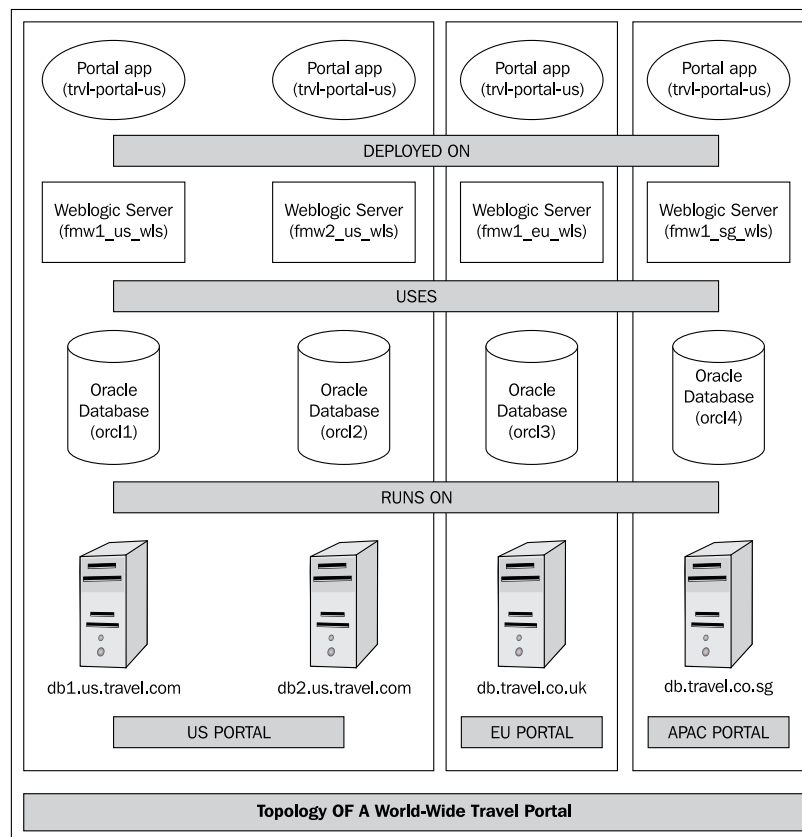 Portal app
(trvl-portal-us)
Portal app
(trvl-portal-us)
Portal app
(trvl-portal-us)
Portal app
(trvl-portal-us)
DEPLOYED ON
Weblogic Server
(fmw1_us_wls)
Weblogic Server
(fmw2_us_wls)
Weblogic Server
(fmw1_eu_wls)
Weblogic Server
(fmw1_sg_wls)
USES
Oracle
Database
(orcl1)
Oracle
Database
(orcl2)
Oracle
Database
(orcl3)
Oracle
Database
(orcl4)
RUNS ON
db1.us.travel.com
db2.us.travel.com
db.travel.co.uk
db.travel.co.sg
US PORTAL
EU PORTAL
APAC PORTAL
Topology OF A World-Wide Travel Portal